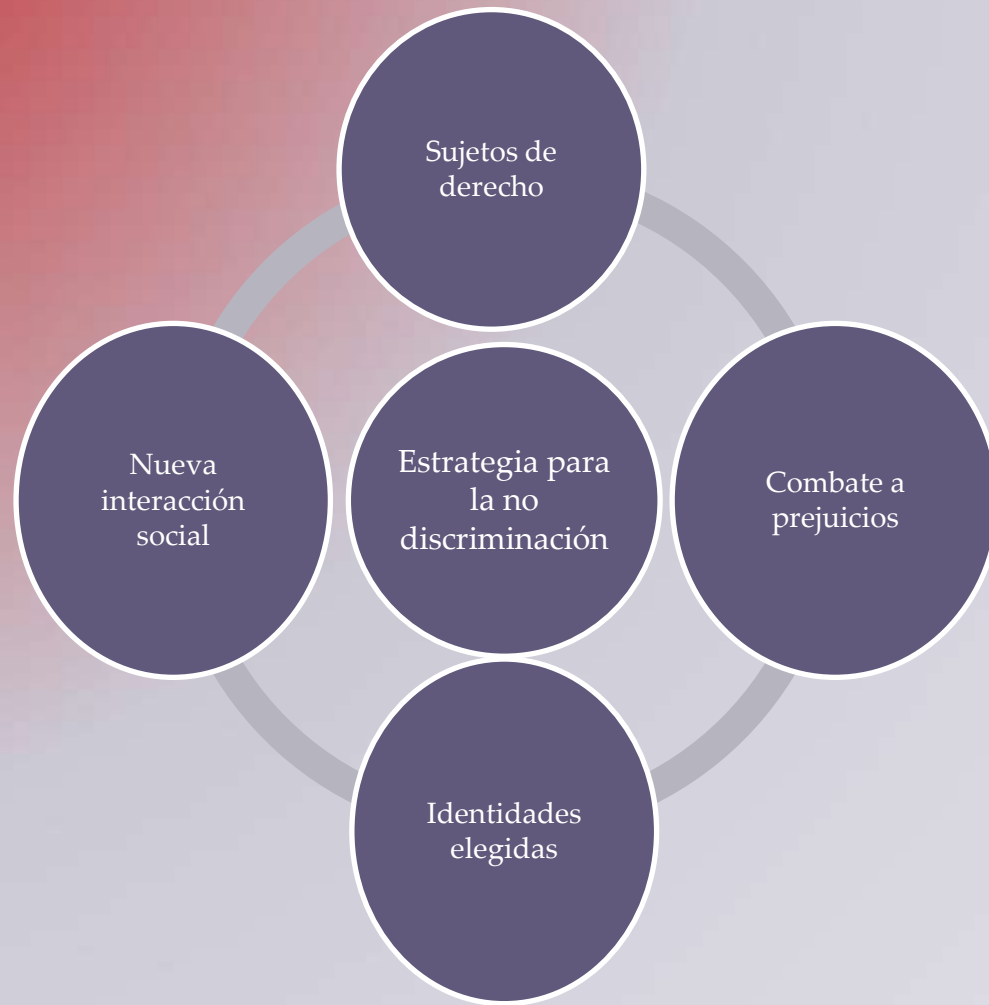 Sujetos de
derecho
Nueva
interacción
social
Estrategia para
la no
discriminación
Combate a
prejuicios
Identidades
elegidas